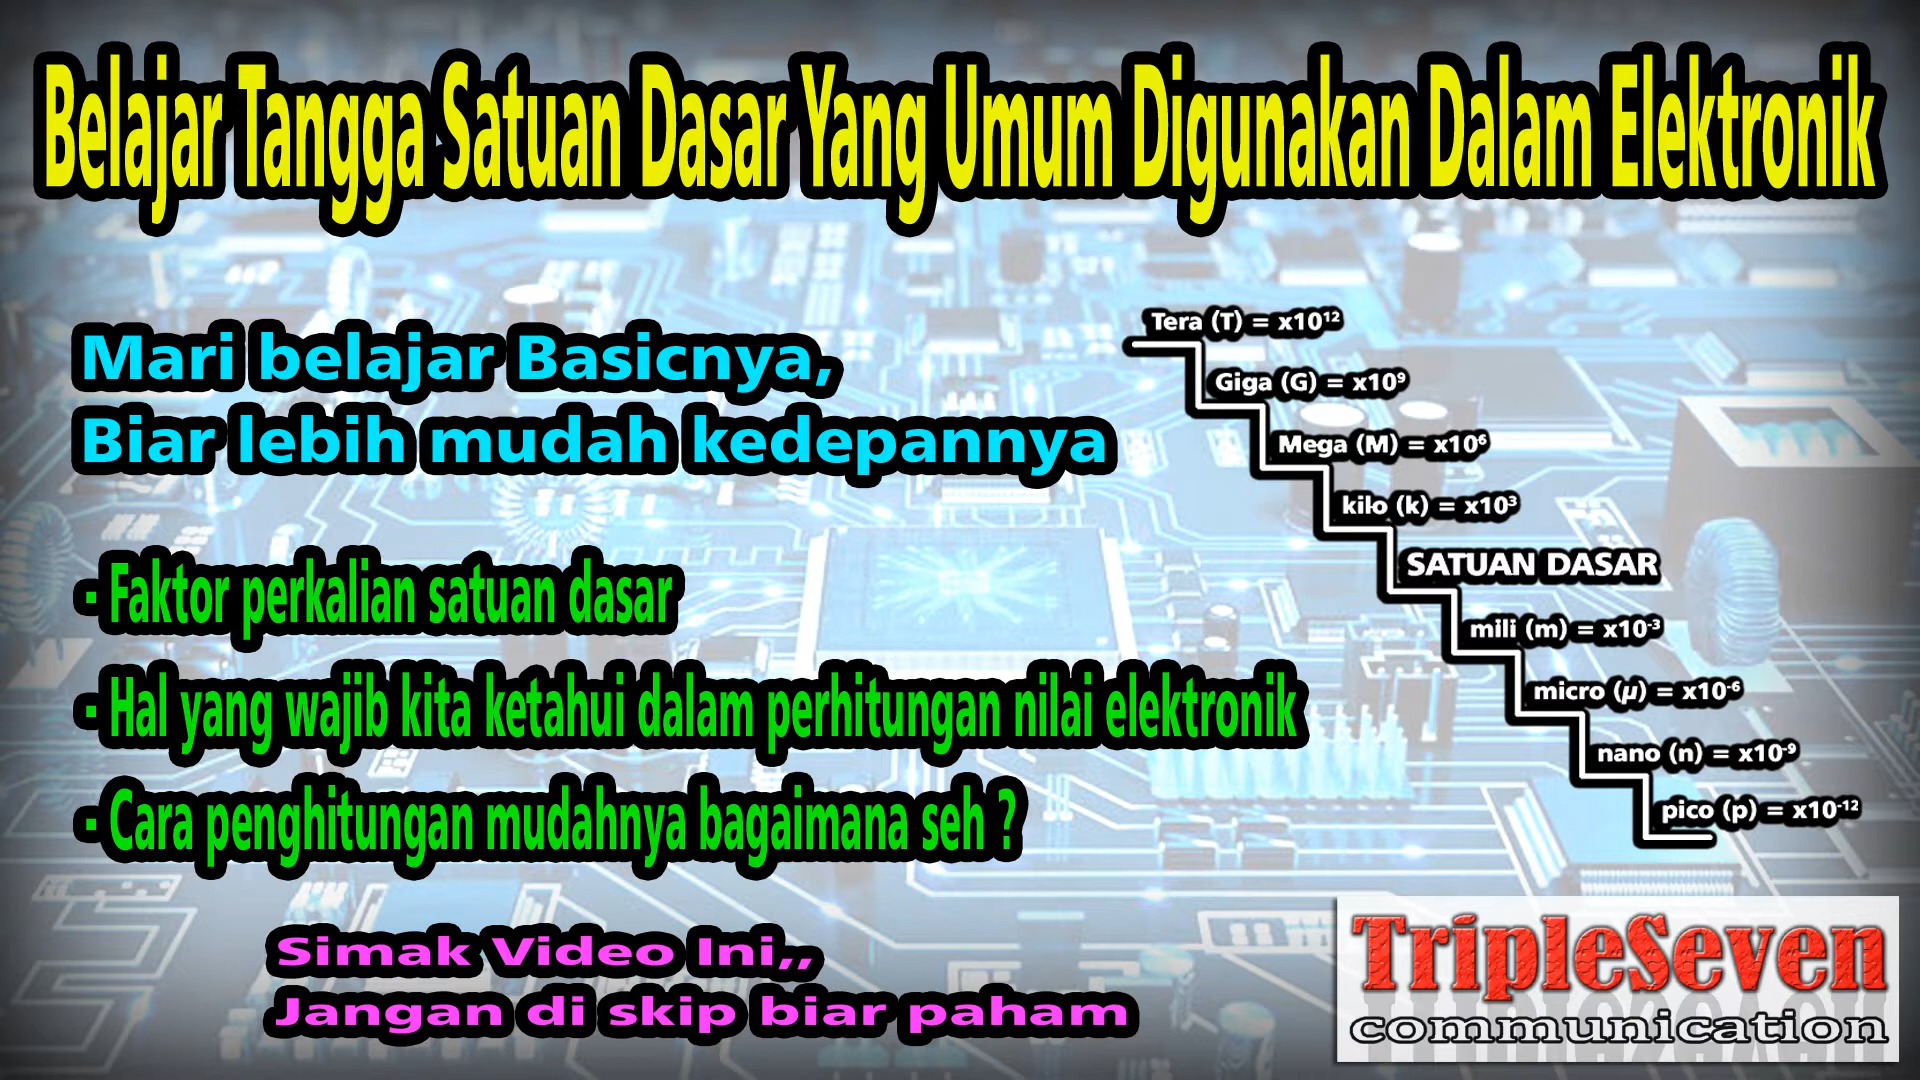 Belajar Tangga Satuan Dasar Yang Umum Digunakan Dalam Elektronik
Mari belajar Basicnya,
Biar lebih mudah kedepannya
- Faktor perkalian satuan dasar
- Hal yang wajib kita ketahui dalam perhitungan nilai elektronik
- Cara penghitungan mudahnya bagaimana seh ?
Simak Video Ini,,
Jangan di skip biar paham
Tera (T) = x10¹²
Giga (G) = x10⁹
Mega (M) = x10⁶
kilo (k) = x10³
SATUAN DASAR
mili (m) = x10⁻³
micro (µ) = x10⁻⁶
nano (n) = x10⁻⁹
pico (p) = x10⁻¹²
TripleSeven
communication